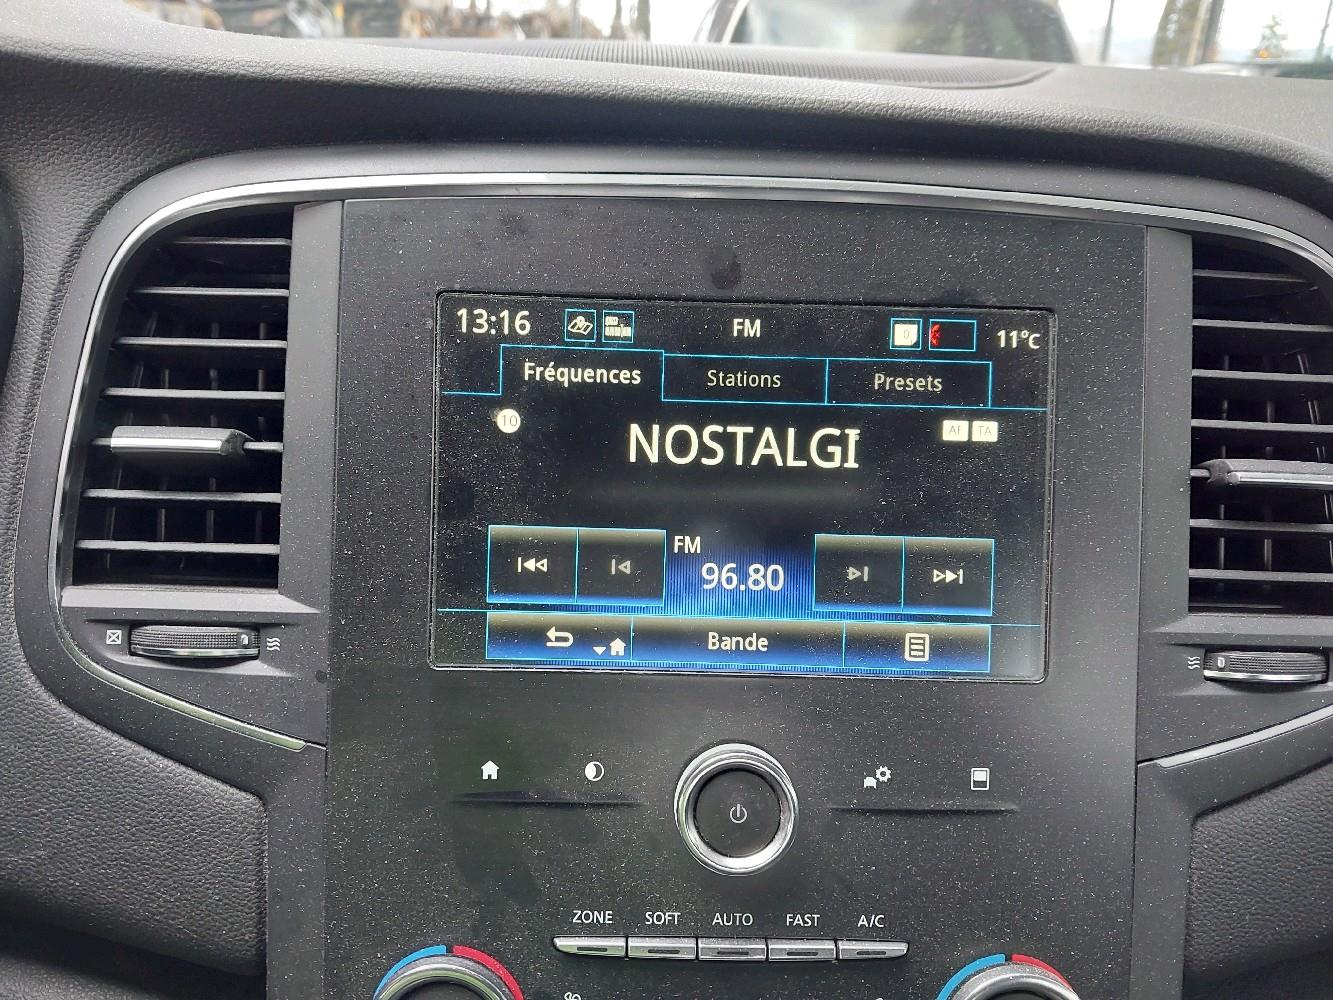 13:16 FM 0 11°C
Fréquences Stations Presets
10 AF TA
NOSTALGI
FM
96.80
Bande
ZONE SOFT AUTO FAST A/C